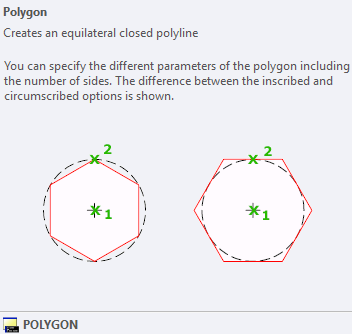 Polygon
Creates an equilateral closed polyline
You can specify the different parameters of the polygon including
the number of sides. The difference between the inscribed and
circumscribed options is shown.
2
1
2
1
POLYGON